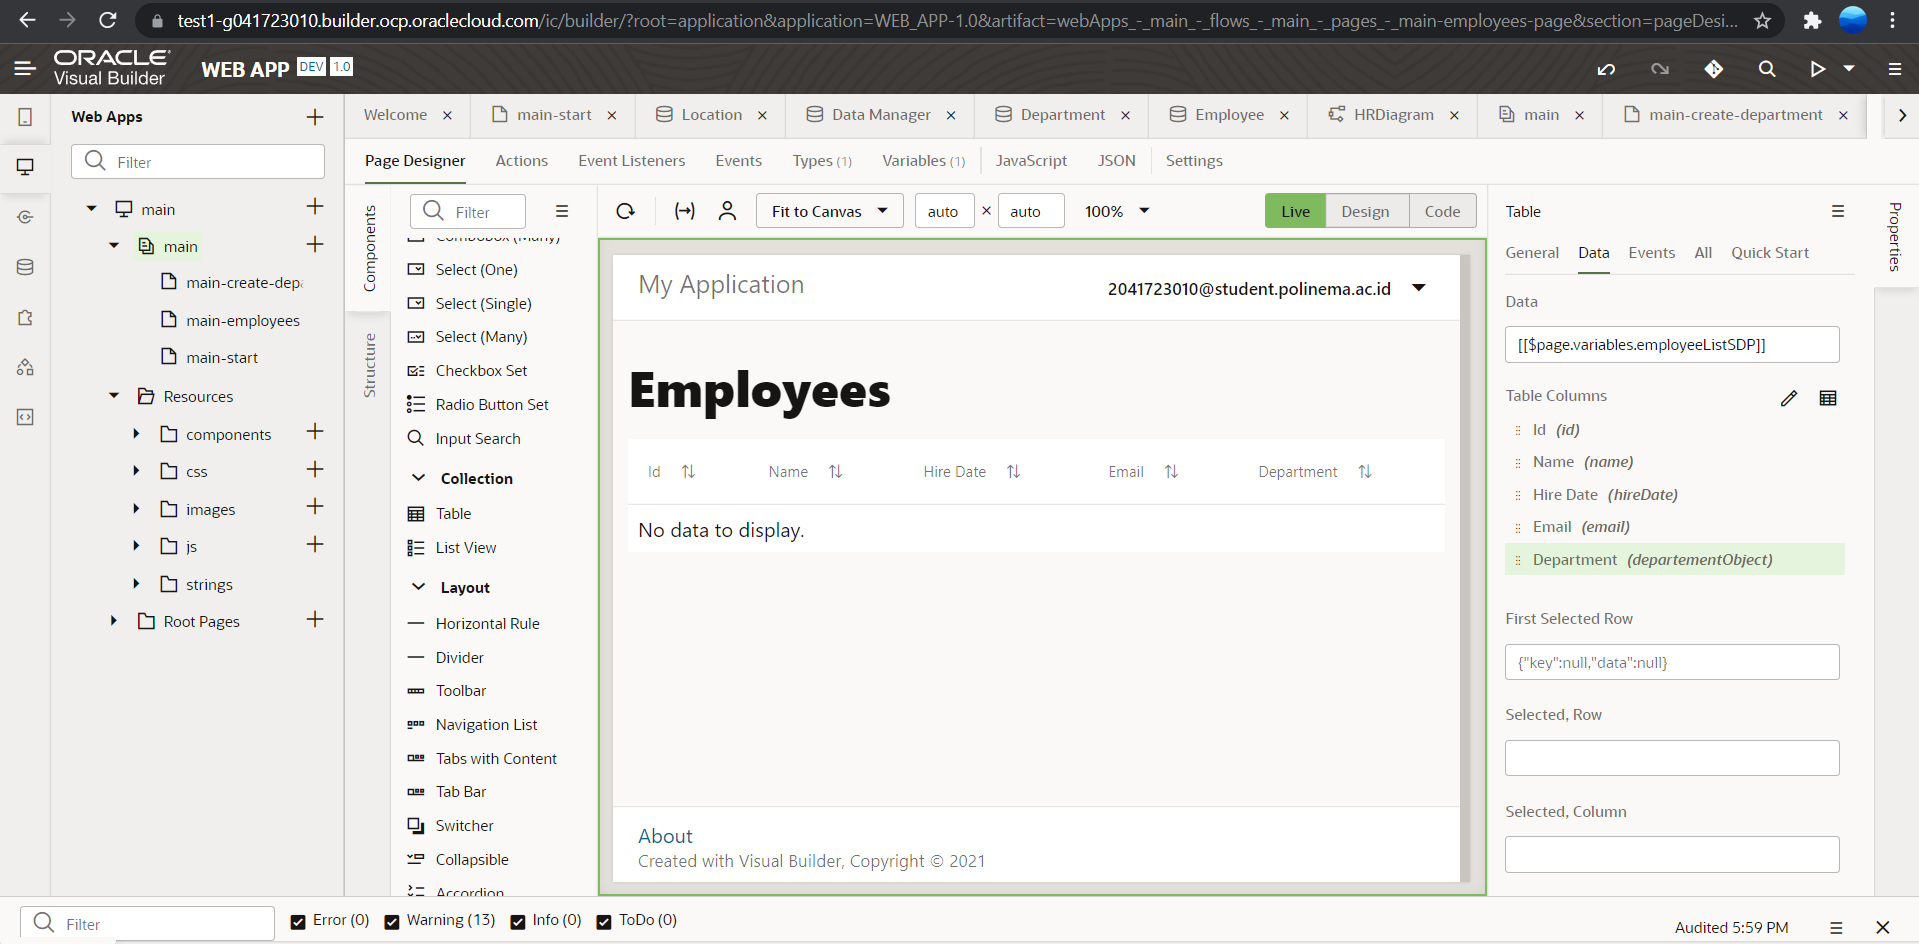 test1-g041723010.builder.ocp.oraclecloud.com/ic/builder/?root=application&application=WEB_APP-1.0&artifact=webApps_-_main_-_flows_-_main_-_pages_-_main-employees-page&section=pageDesi...
ORACLE
Visual Builder
WEB APP DEV 1.0
Web Apps
Filter
main
main
main-create-depa
main-employees
main-start
Resources
components
css
images
js
strings
Root Pages
Welcome
main-start
Location
Data Manager
Department
Employee
HRDiagram
main
main-create-department
Page Designer
Actions
Event Listeners
Events
Types (1)
Variables (1)
JavaScript
JSON
Settings
Components
Structure
Filter
Combobox (Many)
Select (One)
Select (Single)
Select (Many)
Checkbox Set
Radio Button Set
Input Search
Collection
Table
List View
Layout
Horizontal Rule
Divider
Toolbar
Navigation List
Tabs with Content
Tab Bar
Switcher
Collapsible
Accordion
Fit to Canvas
auto × auto
100%
Live
Design
Code
My Application
2041723010@student.polinema.ac.id
Employees
Id Name Hire Date Email Department
No data to display.
About
Created with Visual Builder, Copyright © 2021
Table
Properties
General
Data
Events
All
Quick Start
Data
[[$page.variables.employeeListSDP]]
Table Columns
Id (id)
Name (name)
Hire Date (hireDate)
Email (email)
Department (departementObject)
First Selected Row
{"key":null,"data":null}
Selected, Row
Selected, Column
Filter
Error (0)
Warning (13)
Info (0)
ToDo (0)
Audited 5:59 PM